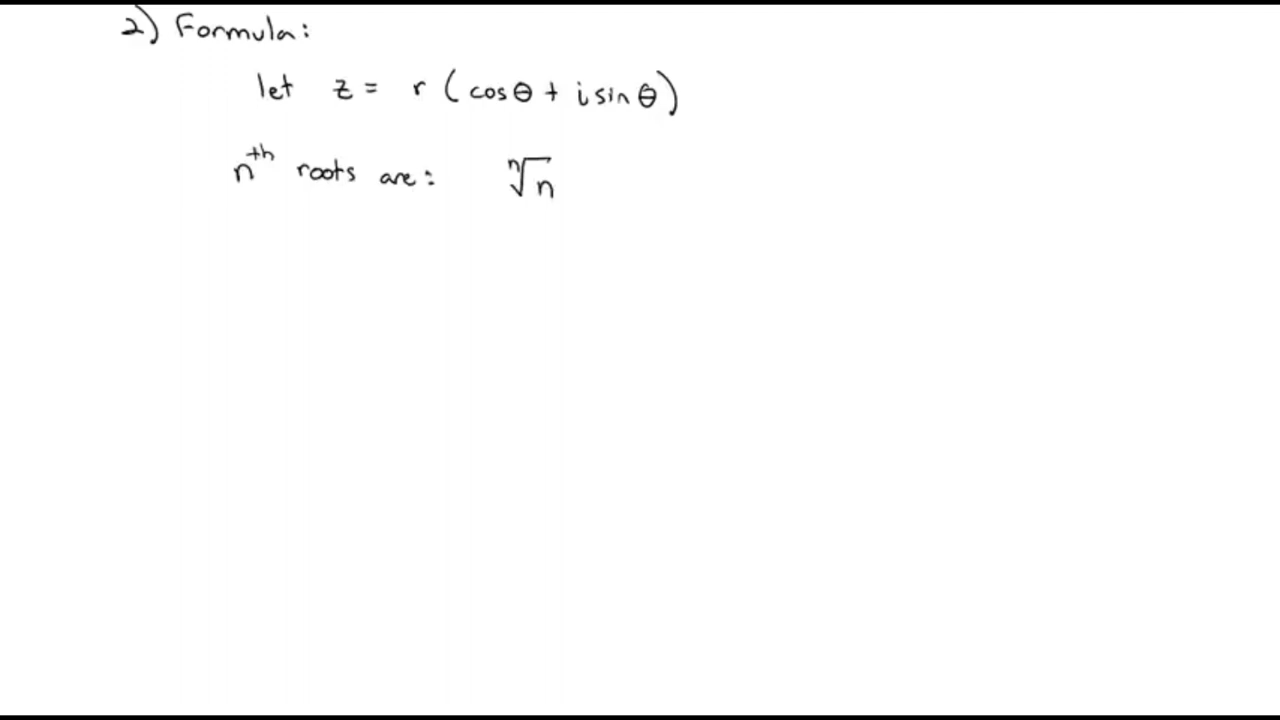 2) Formula:
let z = r (cosθ + i sinθ)
n^th roots are: ⁿ√n